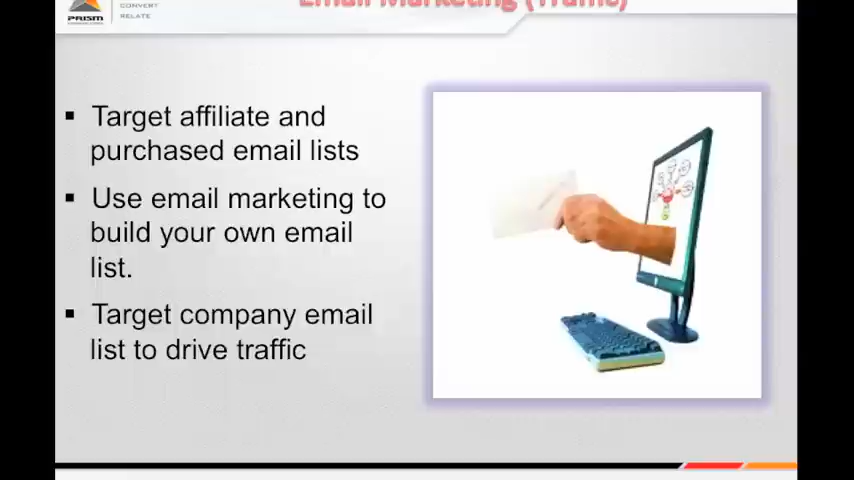 CONVERT
PRISM
RELATE
Email Marketing (Traffic)
▪ Target affiliate and
purchased email lists
▪ Use email marketing to
build your own email
list.
▪ Target company email
list to drive traffic